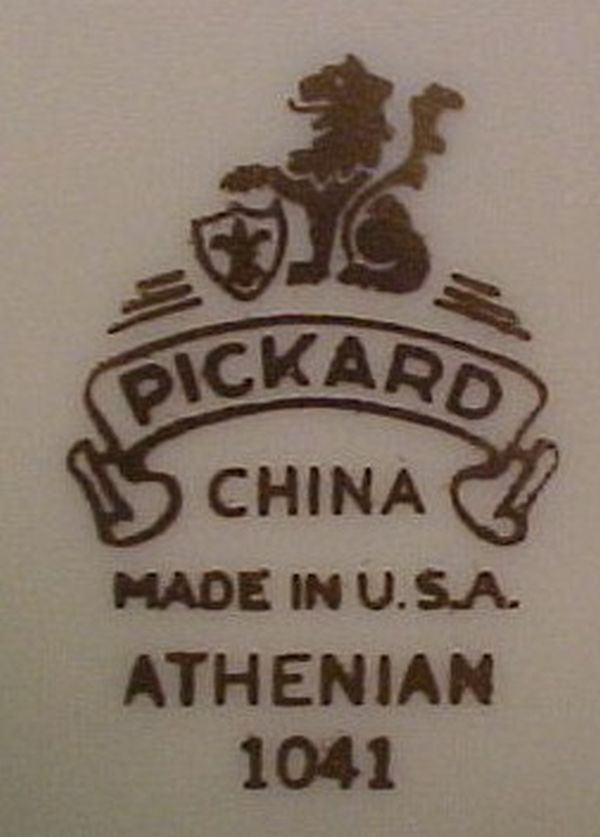 PICKARD
CHINA
MADE IN U.S.A.
ATHENIAN
1041